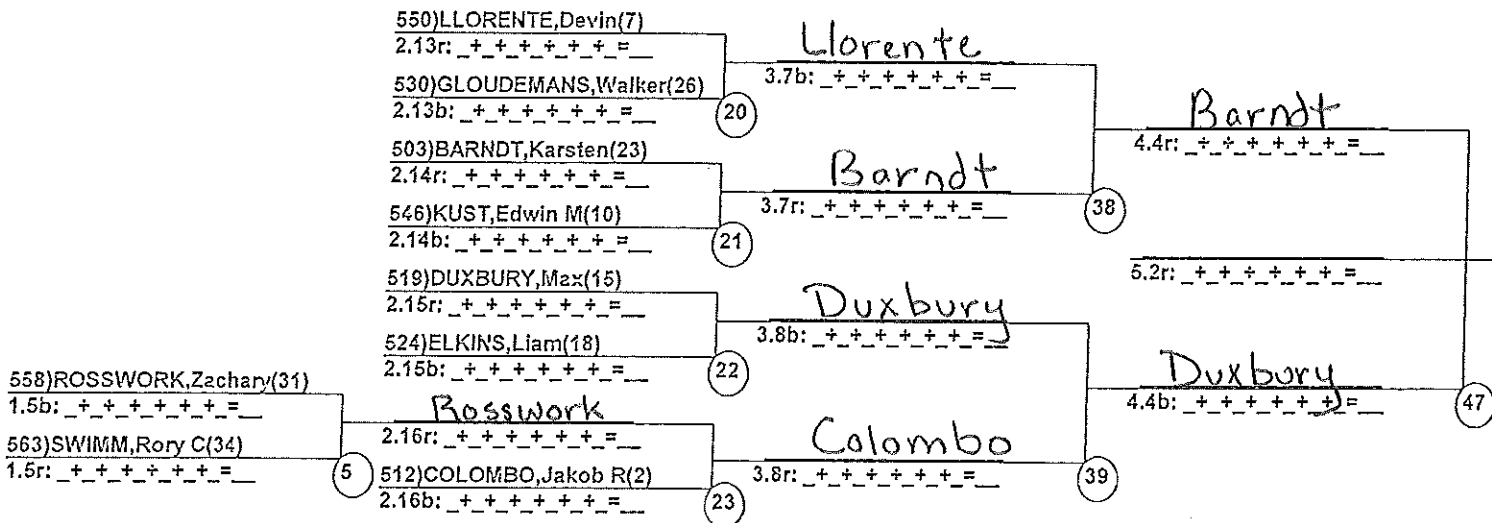 550)LLORENTE,Devin(7)
2.13r: _+_+_+_+_+_=__
530)GLOUDEMANS,Walker(26)
2.13b: _+_+_+_+_+_=__
20
503)BARNDT,Karsten(23)
2.14r: _+_+_+_+_+_=__
546)KUST,Edwin M(10)
2.14b: _+_+_+_+_+_=__
21
519)DUXBURY,Max(15)
2.15r: _+_+_+_+_+_=__
524)ELKINS,Liam(18)
2.15b: _+_+_+_+_+_=__
22
558)ROSSWORK,Zachary(31)
1.5b: _+_+_+_+_+_=__
563)SWIMM,Rory C(34)
1.5r: _+_+_+_+_+_=__
5
Rosswork
2.16r: _+_+_+_+_+_=__
512)COLOMBO,Jakob R(2)
2.16b: _+_+_+_+_+_=__
23
Llorente
3.7b: _+_+_+_+_+_=__
Barndt
3.7r: _+_+_+_+_+_=__
38
Duxbury
3.8b: _+_+_+_+_+_=__
Colombo
3.8r: _+_+_+_+_+_=__
39
Barndt
4.4r: _+_+_+_+_+_=__
Duxbury
4.4b: _+_+_+_+_+_=__
47
5.2r: _+_+_+_+_+_=__